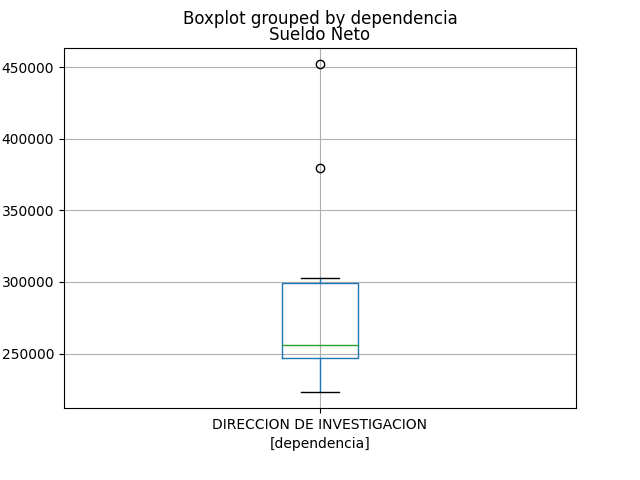 Boxplot grouped by dependencia
Sueldo Neto
450000
400000
350000
300000
250000
DIRECCION DE INVESTIGACION
[dependencia]